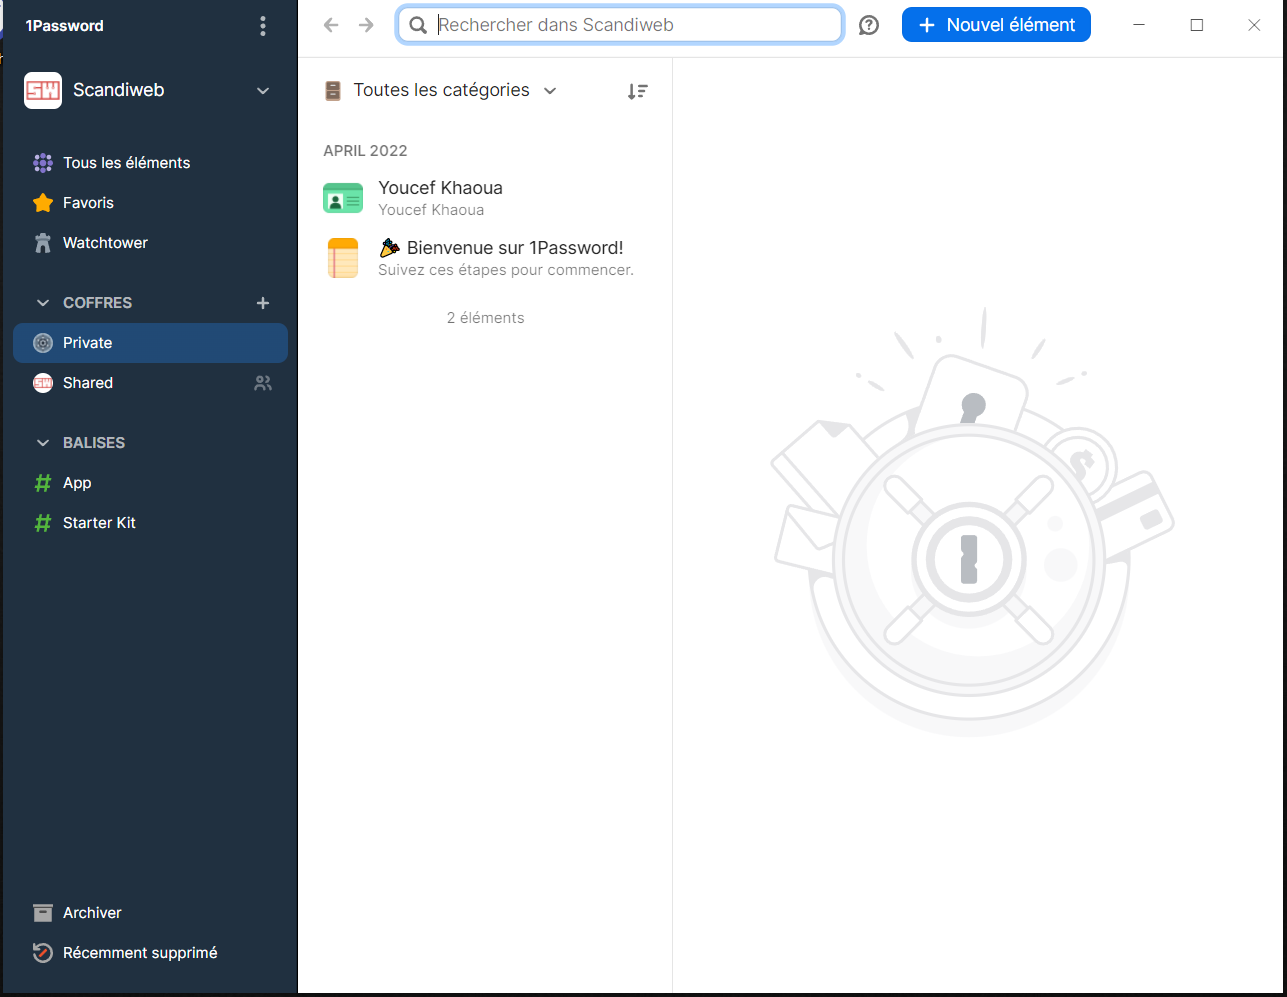 1Password
Rechercher dans Scandiweb
Nouvel élément
SW
Scandiweb
Toutes les catégories
Tous les éléments
Favoris
Watchtower
COFFRES
Private
SW
Shared
BALISES
App
Starter Kit
Archiver
Récemment supprimé
APRIL 2022
Youcef Khaoua
Youcef Khaoua
Bienvenue sur 1Password!
Suivez ces étapes pour commencer.
2 éléments